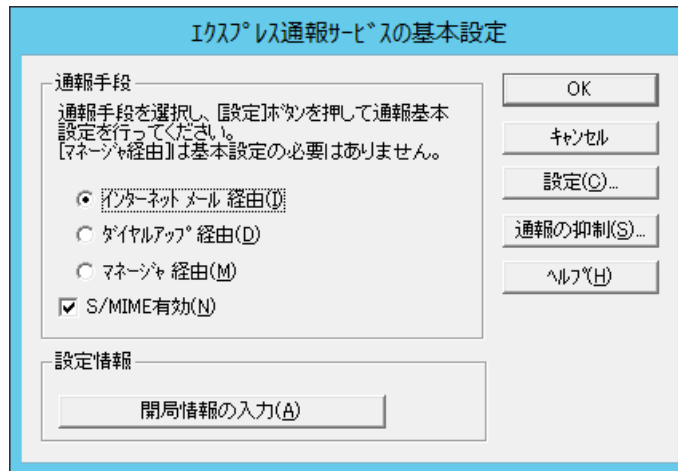 ｴｸｽﾌﾟﾚｽ通報ｻｰﾋﾞｽの基本設定
通報手段
通報手段を選択し、[設定]ﾎﾞﾀﾝを押して通報基本
設定を行ってください。
[ﾏﾈｰｼﾞｬ経由]は基本設定の必要はありません。
ｲﾝﾀｰﾈｯﾄ ﾒｰﾙ 経由(I)
ﾀﾞｲﾔﾙｱｯﾌﾟ 経由(D)
ﾏﾈｰｼﾞｬ 経由(M)
S/MIME有効(N)
設定情報
開局情報の入力(A)
OK
ｷｬﾝｾﾙ
設定(C)...
通報の抑制(S)...
ﾍﾙﾌﾟ(H)